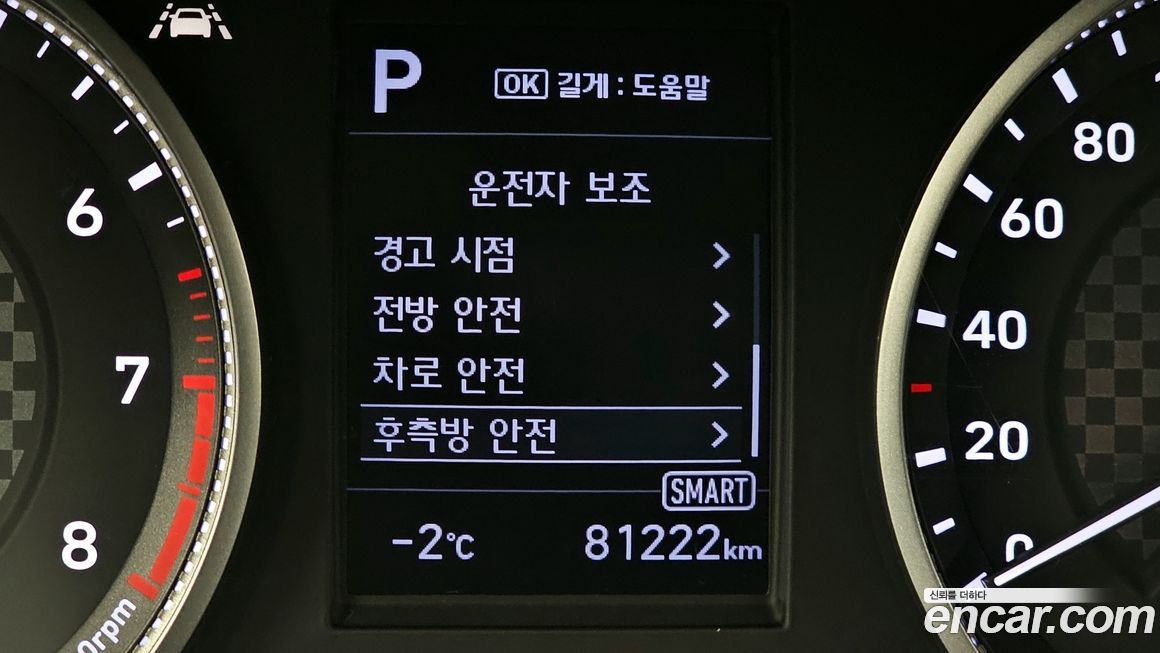 P
OK 길게 : 도움말
운전자 보조
경고 시점
전방 안전
차로 안전
후측방 안전
SMART
-2°C
81222km
6
7
8
0rpm
80
60
40
20
0
신뢰를 더하다
encar.com